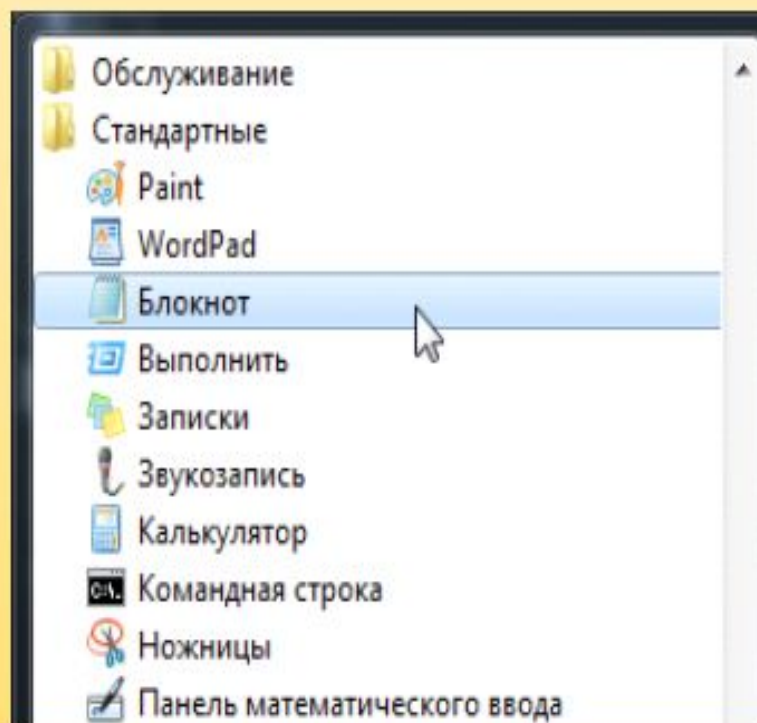 Обслуживание
Стандартные
Paint
WordPad
Блокнот
Выполнить
Записки
Звукозапись
Калькулятор
C:\.
Командная строка
Ножницы
Панель математического ввода